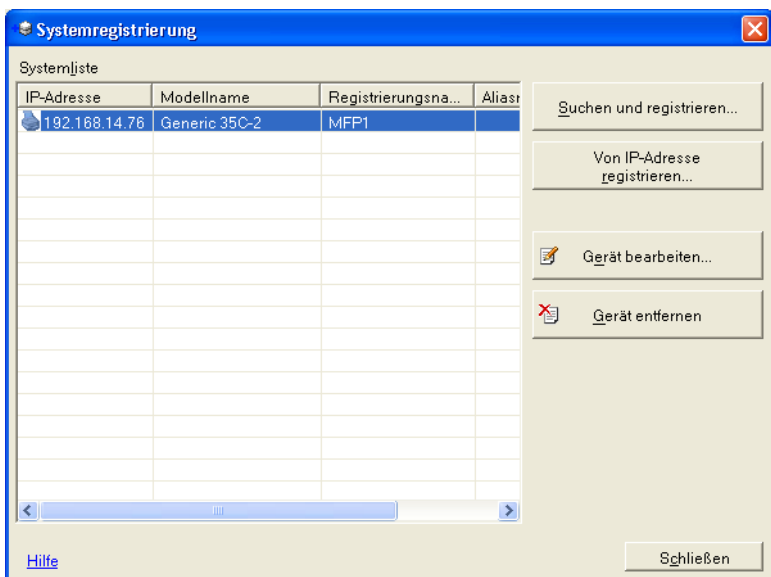 Systemregistrierung
Systemliste
IP-Adresse Modellname Registrierungsna... Aliasr
192.168.14.76 Generic 35C-2 MFP1
Suchen und registrieren...
Von IP-Adresse
registrieren...
Gerät bearbeiten...
Gerät entfernen
Hilfe
Schließen